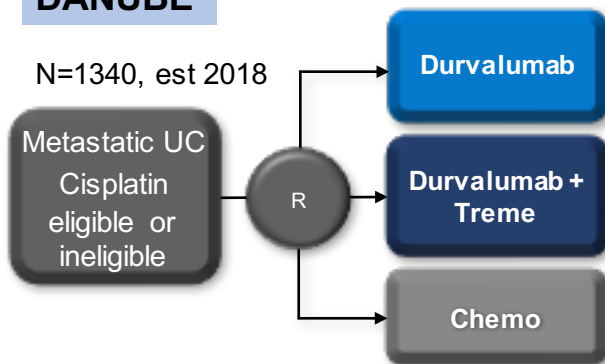 DANUBE
N=1340, est 2018
Metastatic UC
Cisplatin
eligible or
ineligible
R
Durvalumab
Durvalumab +
Treme
Chemo